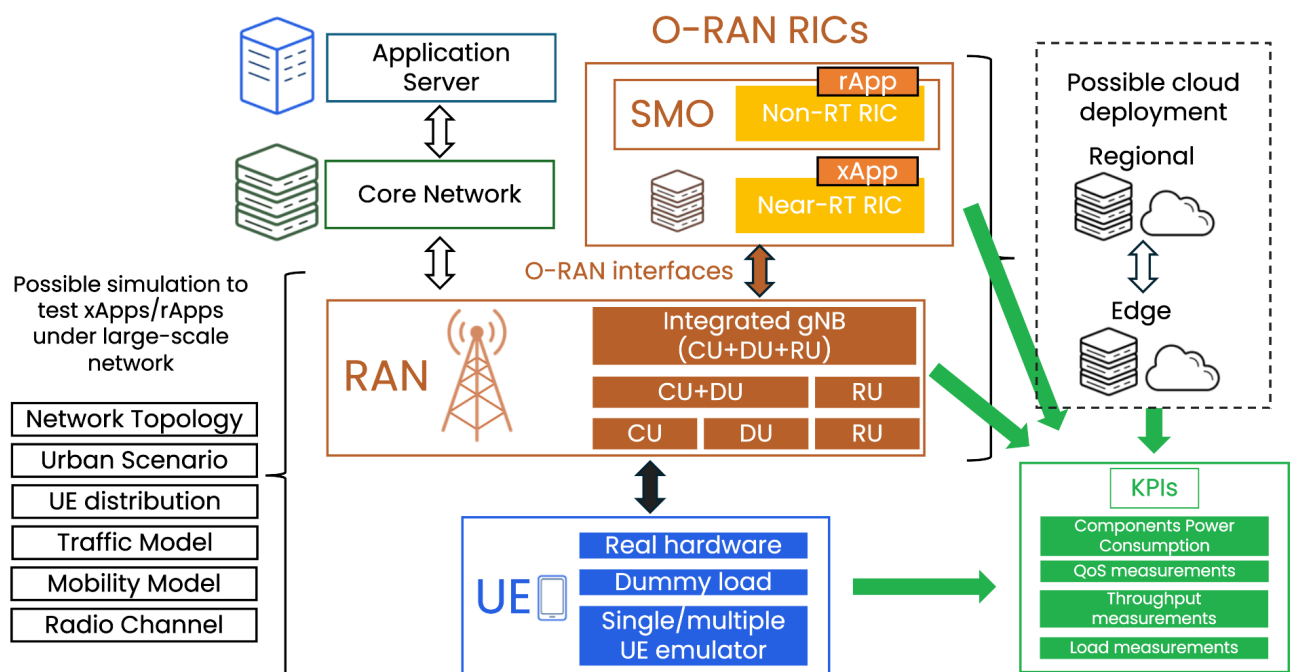 Application
Server
Core Network
O-RAN RICs
rApp
SMO
Non-RT RIC
xApp
Near-RT RIC
Possible cloud
deployment
Regional
Edge
O-RAN interfaces
Possible simulation to
test xApps/rApps
under large-scale
network
Network Topology
Urban Scenario
UE distribution
Traffic Model
Mobility Model
Radio Channel
RAN
Integrated gNB
(CU+DU+RU)
CU+DU
RU
CU
DU
RU
UE
Real hardware
Dummy load
Single/multiple
UE emulator
KPIs
Components Power
Consumption
QoS measurements
Throughput
measurements
Load measurements